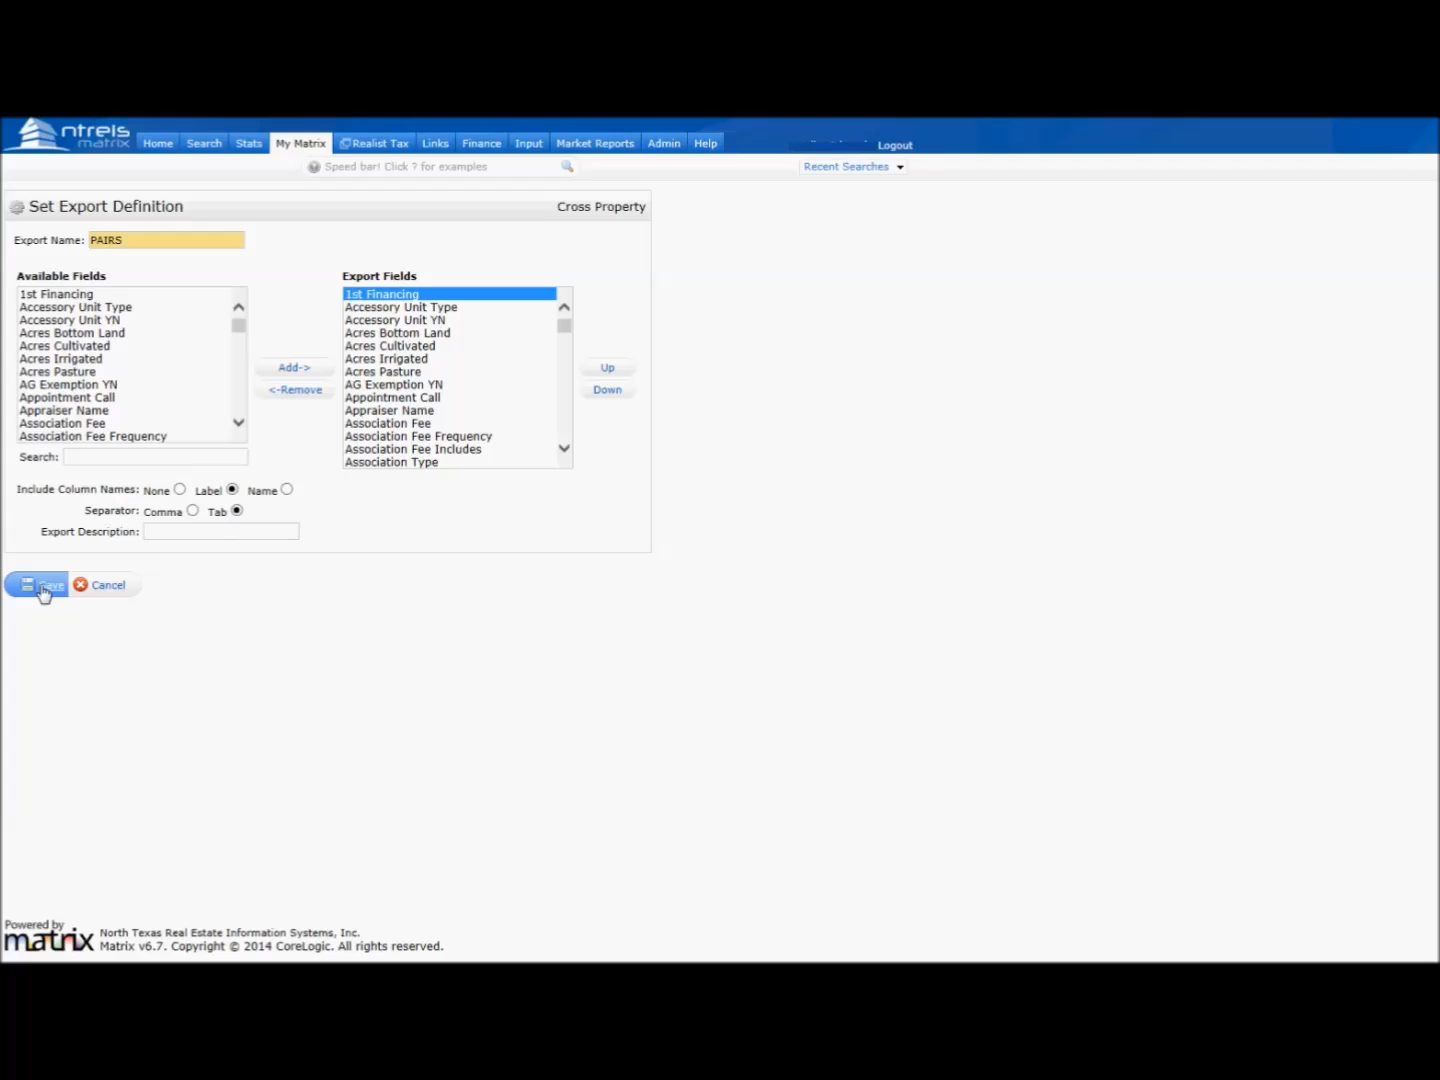 ntreis
matrix
Home Search Stats My Matrix Realist Tax Links Finance Input Market Reports Admin Help Logout
Speed bar! Click ? for examples Recent Searches
Set Export Definition Cross Property
Export Name: PAIRS
Available Fields
1st Financing
Accessory Unit Type
Accessory Unit YN
Acres Bottom Land
Acres Cultivated
Acres Irrigated
Acres Pasture
AG Exemption YN
Appointment Call
Appraiser Name
Association Fee
Association Fee Frequency
Search:
Add->
<-Remove
Export Fields
1st Financing
Accessory Unit Type
Accessory Unit YN
Acres Bottom Land
Acres Cultivated
Acres Irrigated
Acres Pasture
AG Exemption YN
Appointment Call
Appraiser Name
Association Fee
Association Fee Frequency
Association Fee Includes
Association Type
Up
Down
Include Column Names: None Label Name
Separator: Comma Tab
Export Description:
Save Cancel
Powered by
matrix
North Texas Real Estate Information Systems, Inc.
Matrix v6.7. Copyright © 2014 CoreLogic. All rights reserved.